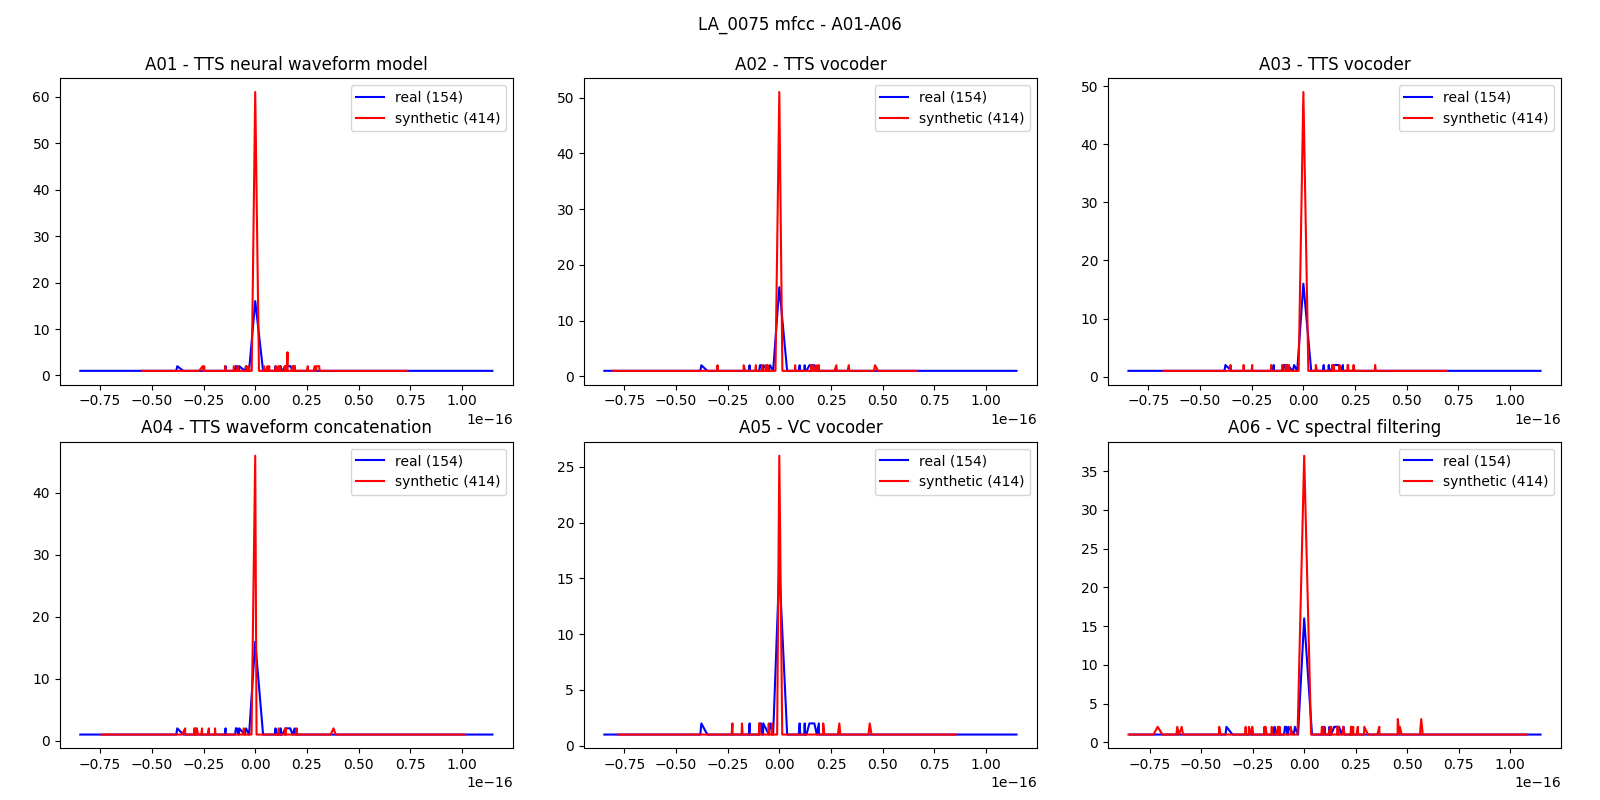 LA_0075 mfcc - A01-A06
A01 - TTS neural waveform model
real (154)
synthetic (414)
60
50
40
30
20
10
0
−0.75 −0.50 −0.25 0.00 0.25 0.50 0.75 1.00
1e−16
A02 - TTS vocoder
real (154)
synthetic (414)
50
40
30
20
10
0
−0.75 −0.50 −0.25 0.00 0.25 0.50 0.75 1.00
1e−16
A03 - TTS vocoder
real (154)
synthetic (414)
50
40
30
20
10
0
−0.75 −0.50 −0.25 0.00 0.25 0.50 0.75 1.00
1e−16
A04 - TTS waveform concatenation
real (154)
synthetic (414)
40
30
20
10
0
−0.75 −0.50 −0.25 0.00 0.25 0.50 0.75 1.00
1e−16
A05 - VC vocoder
real (154)
synthetic (414)
25
20
15
10
5
0
−0.75 −0.50 −0.25 0.00 0.25 0.50 0.75 1.00
1e−16
A06 - VC spectral filtering
real (154)
synthetic (414)
35
30
25
20
15
10
5
0
−0.75 −0.50 −0.25 0.00 0.25 0.50 0.75 1.00
1e−16